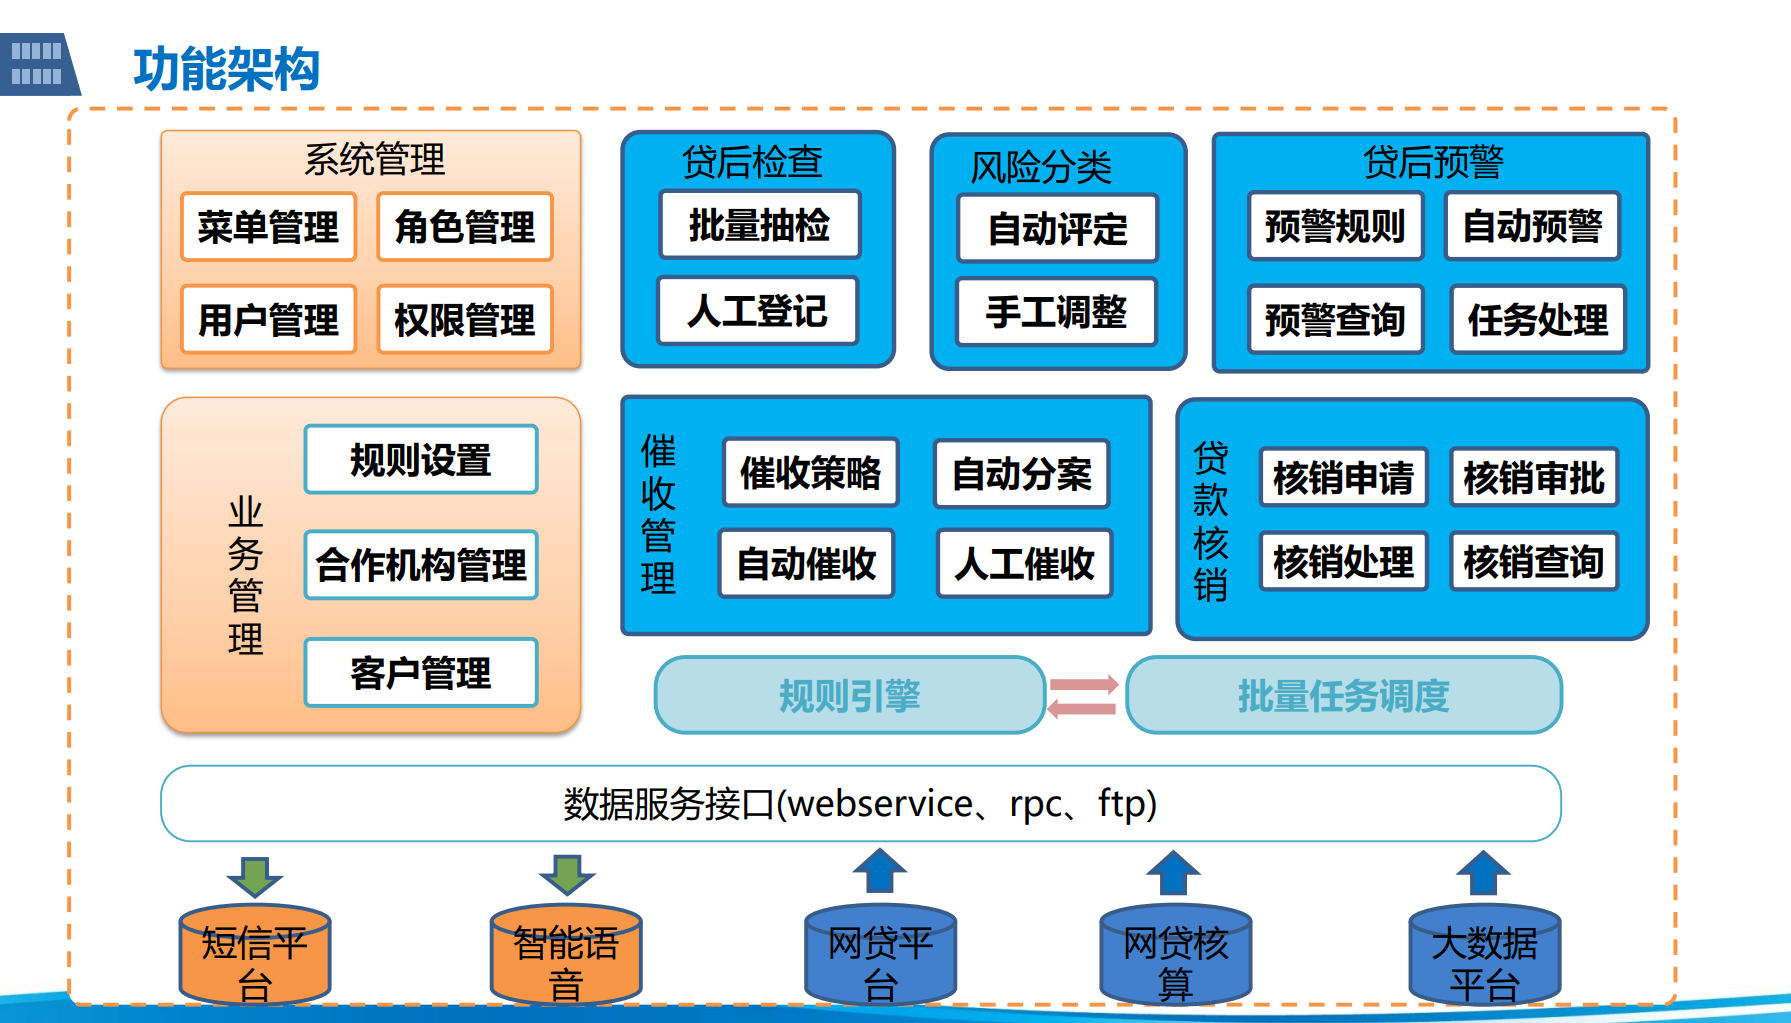 功能架构
系统管理
菜单管理
角色管理
用户管理
权限管理
贷后检查
批量抽检
人工登记
风险分类
自动评定
手工调整
贷后预警
预警规则
自动预警
预警查询
任务处理
业
务
管
理
规则设置
合作机构管理
客户管理
催
收
管
理
催收策略
自动分案
自动催收
人工催收
贷
款
核
销
核销申请
核销审批
核销处理
核销查询
规则引擎
批量任务调度
数据服务接口(webservice、rpc、ftp)
短信平
台
智能语
音
网贷平
台
网贷核
算
大数据
平台